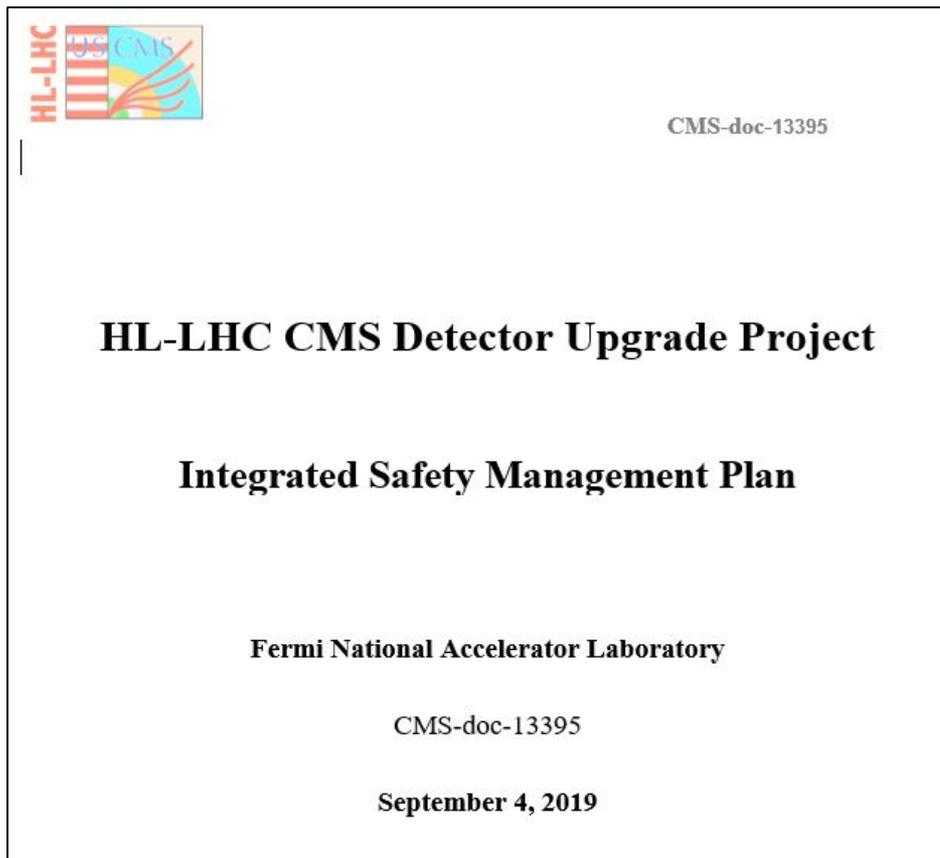 HL-LHC
US CMS
CMS-doc-13395
HL-LHC CMS Detector Upgrade Project
Integrated Safety Management Plan
Fermi National Accelerator Laboratory
CMS-doc-13395
September 4, 2019